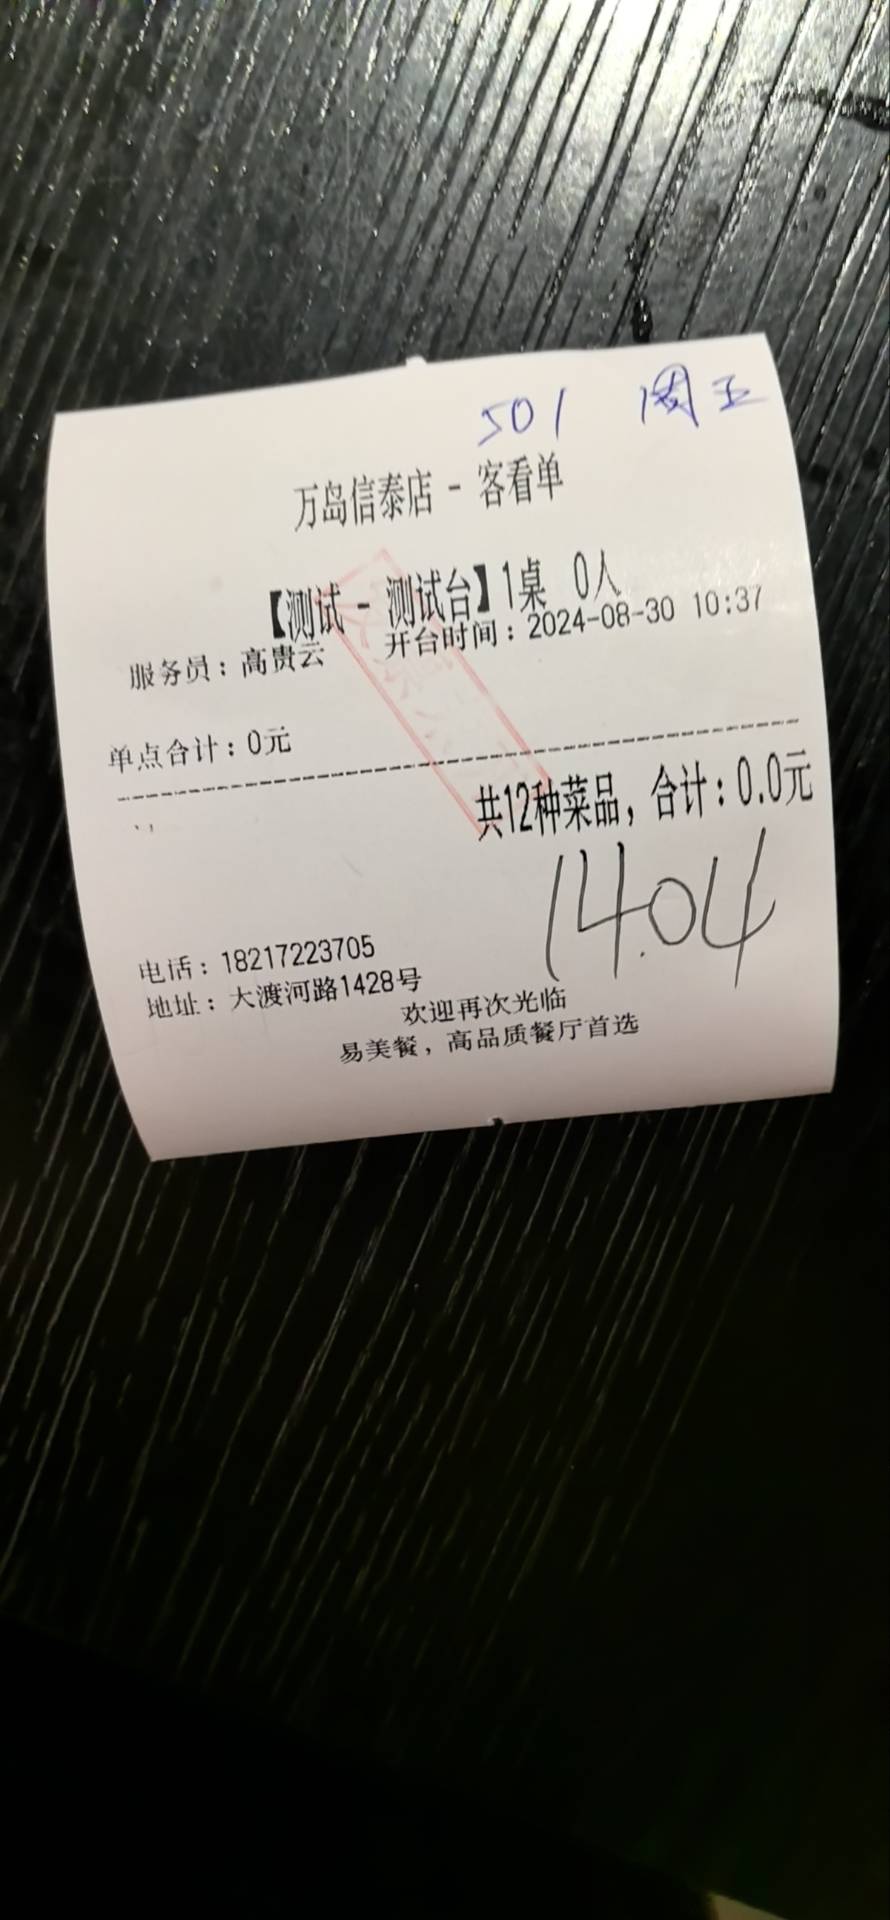 501 周五
万岛信泰店 - 客看单
【测试 - 测试台】1桌 0人
服务员：高贵云 开台时间：2024-08-30 10:37
单点合计：0元
共12种菜品，合计：0.0元
14.04
电话：18217223705
地址：大渡河路1428号
欢迎再次光临
易美餐，高品质餐厅首选